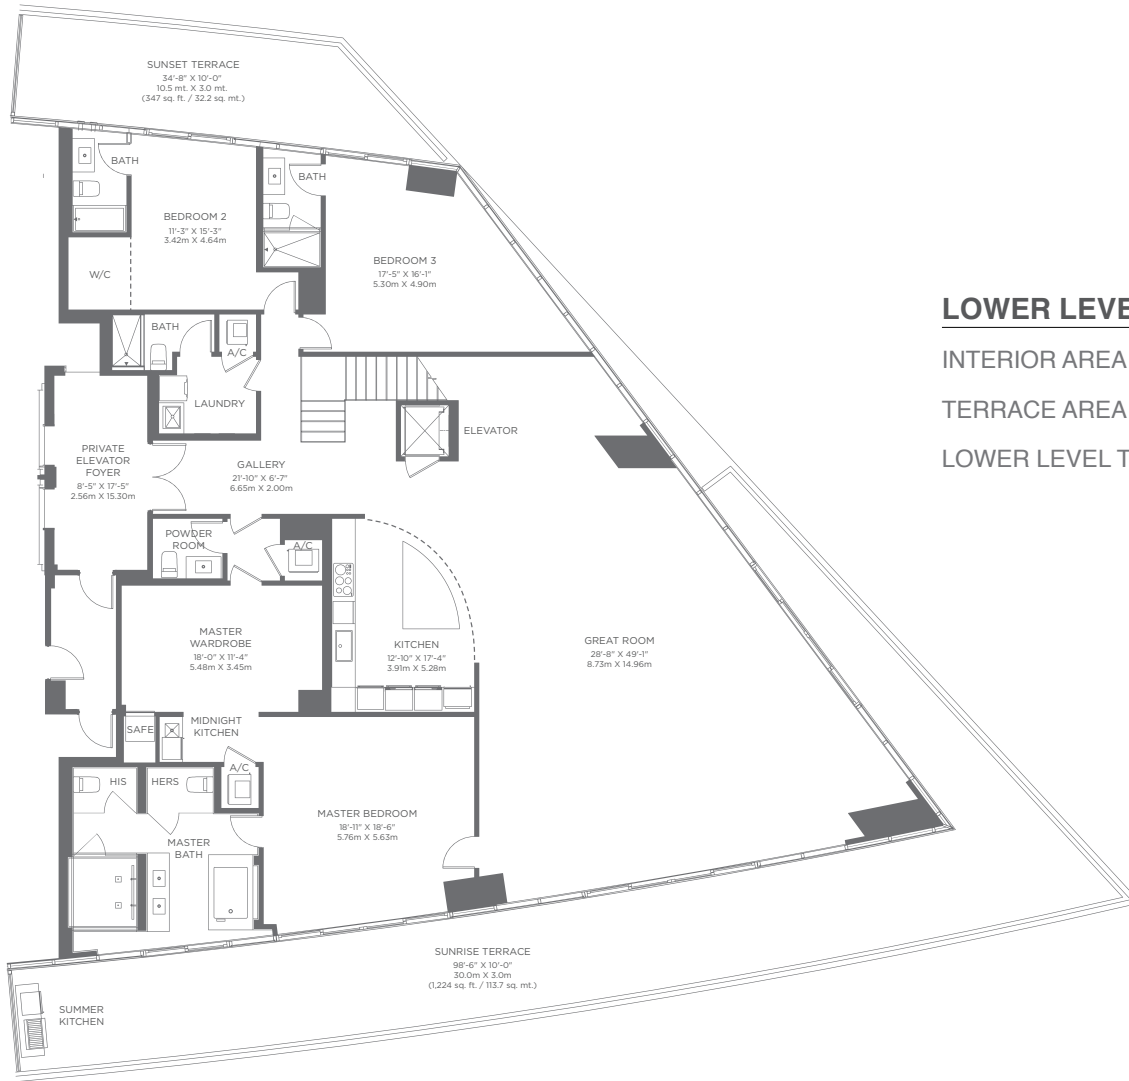 SUNSET TERRACE
34'-8" X 10'-0"
10.5 mt. X 3.0 mt.
(347 sq. ft. / 32.2 sq. mt.)
BATH
BEDROOM 2
11'-3" X 15'-3"
3.42m X 4.64m
W/C
BATH
BEDROOM 3
17'-5" X 16'-1"
5.30m X 4.90m
BATH
A/C
LAUNDRY
ELEVATOR
PRIVATE
ELEVATOR
FOYER
8'-5" X 17'-5"
2.56m X 15.30m
GALLERY
21'-10" X 6'-7"
6.65m X 2.00m
POWDER
ROOM
A/C
MASTER
WARDROBE
18'-0" X 11'-4"
5.48m X 3.45m
KITCHEN
12'-10" X 17'-4"
3.91m X 5.28m
GREAT ROOM
28'-8" X 49'-1"
8.73m X 14.96m
SAFE
MIDNIGHT
KITCHEN
A/C
HIS
HERS
MASTER
BATH
MASTER BEDROOM
18'-11" X 18'-6"
5.76m X 5.63m
SUNRISE TERRACE
98'-6" X 10'-0"
30.0m X 3.0m
(1,224 sq. ft. / 113.7 sq. mt.)
SUMMER
KITCHEN
LOWER LEVE
INTERIOR AREA
TERRACE AREA
LOWER LEVEL T